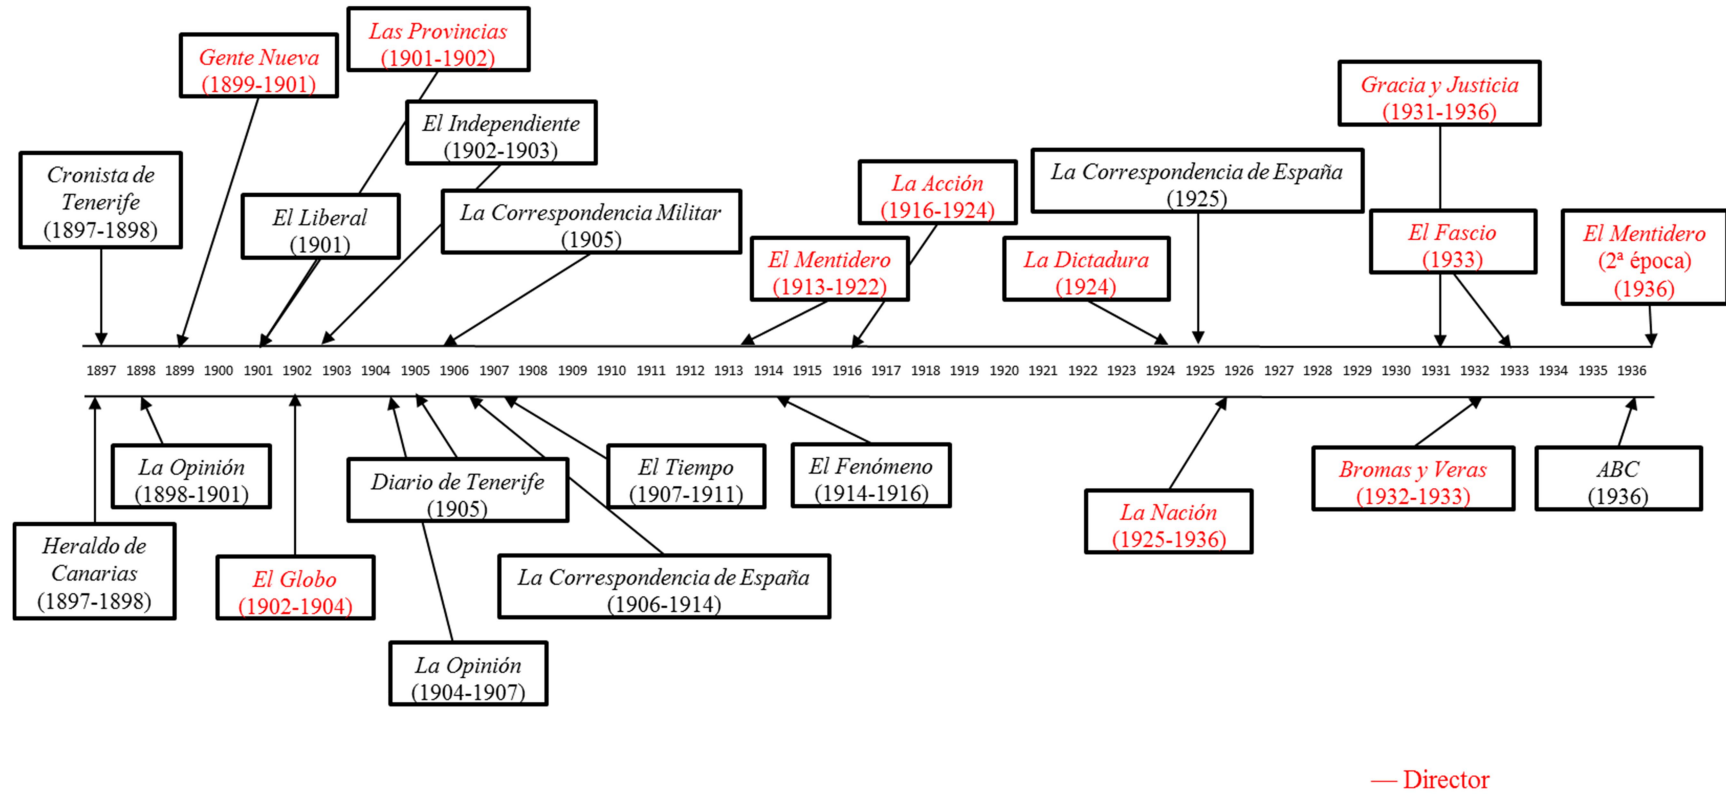 Las Provincias
(1901-1902)
Gente Nueva
(1899-1901)
Gracia y Justicia
(1931-1936)
El Independiente
(1902-1903)
Cronista de
Tenerife
(1897-1898)
La Acción
(1916-1924)
La Correspondencia de España
(1925)
El Liberal
(1901)
La Correspondencia Militar
(1905)
El Mentidero
(1913-1922)
La Dictadura
(1924)
El Fascio
(1933)
El Mentidero
(2ª época)
(1936)
1897 1898 1899 1900 1901 1902 1903 1904 1905 1906 1907 1908 1909 1910 1911 1912 1913 1914 1915 1916 1917 1918 1919 1920 1921 1922 1923 1924 1925 1926 1927 1928 1929 1930 1931 1932 1933 1934 1935 1936
La Opinión
(1898-1901)
Diario de Tenerife
(1905)
El Tiempo
(1907-1911)
El Fenómeno
(1914-1916)
Bromas y Veras
(1932-1933)
ABC
(1936)
La Nación
(1925-1936)
Heraldo de
Canarias
(1897-1898)
El Globo
(1902-1904)
La Correspondencia de España
(1906-1914)
La Opinión
(1904-1907)
— Director